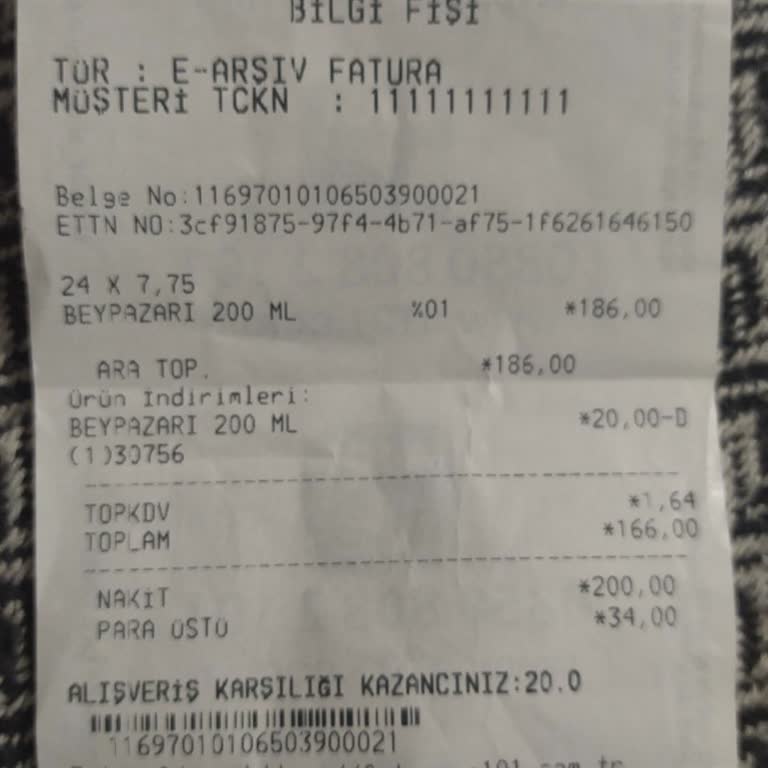 BİLGİ FİŞİ
TÜR : E-ARŞİV FATURA
MÜŞTERİ TCKN : 11111111111
Belge No:11697010106503900021
ETTN NO:3cf91875-97f4-4b71-af75-1f6261646150
24 X 7,75
BEYPAZARI 200 ML %01 *186,00
ARA TOP. *186,00
Ürün İndirimleri:
BEYPAZARI 200 ML *20,00-D
(1)30756
TOPKDV *1,64
TOPLAM *166,00
NAKİT *200,00
PARA ÜSTÜ *34,00
ALIŞVERİŞ KARŞILIĞI KAZANCINIZ:20.0
11697010106503900021